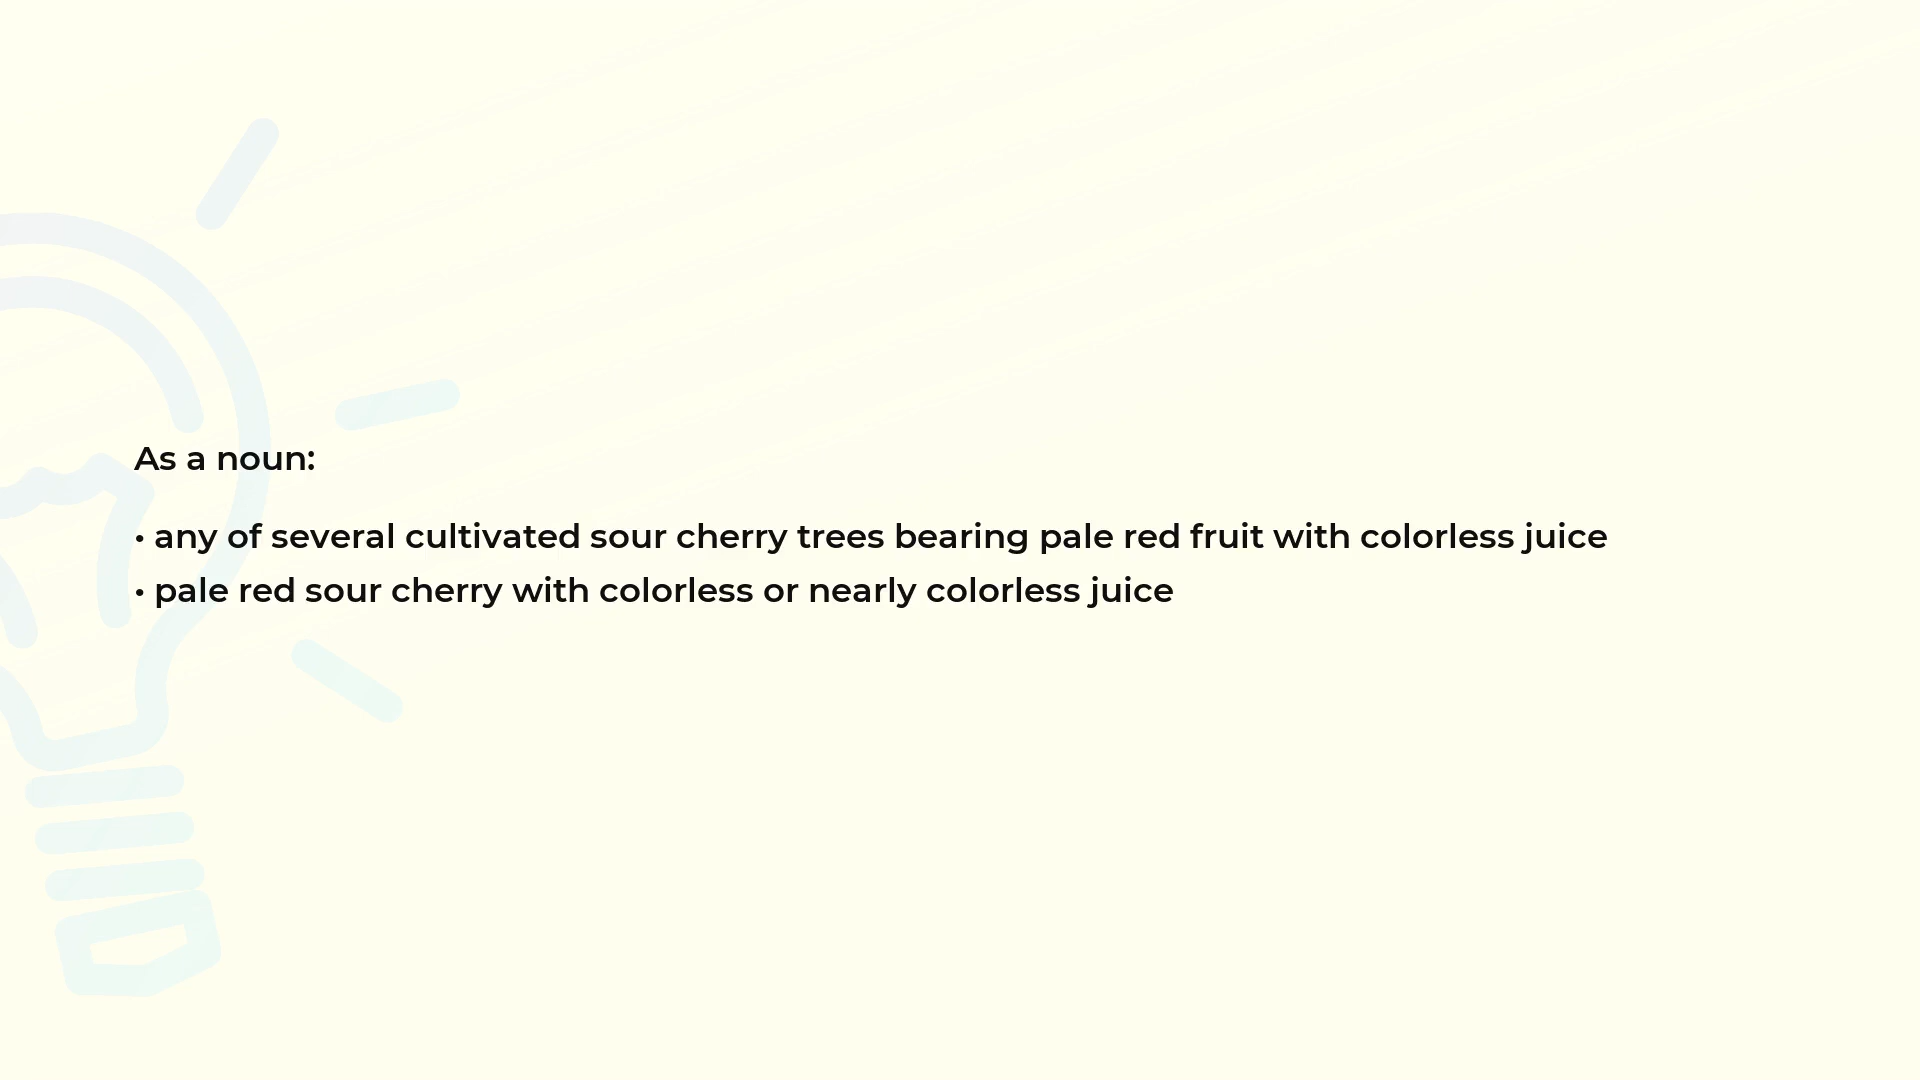 As a noun:
• any of several cultivated sour cherry trees bearing pale red fruit with colorless juice
• pale red sour cherry with colorless or nearly colorless juice